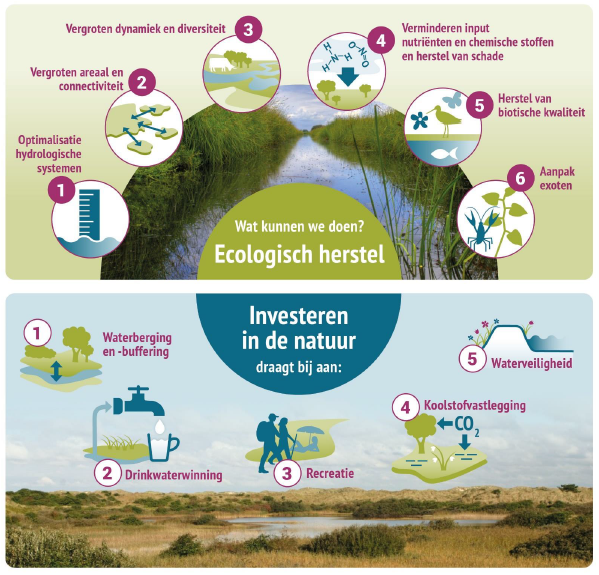 Wat kunnen we doen?
Ecologisch herstel
1
Optimalisatie
hydrologische
systemen
2
Vergroten areaal en
connectiviteit
3
Vergroten dynamiek en diversiteit
4
Verminderen input
nutriënten en chemische stoffen
en herstel van schade
H
H-N-H
O-N=O
5
Herstel van
biotische kwaliteit
6
Aanpak
exoten
Investeren
in de natuur
draagt bij aan:
1
Waterberging
en -buffering
2
Drinkwaterwinning
3
Recreatie
4
Koolstofvastlegging
CO2
5
Waterveiligheid